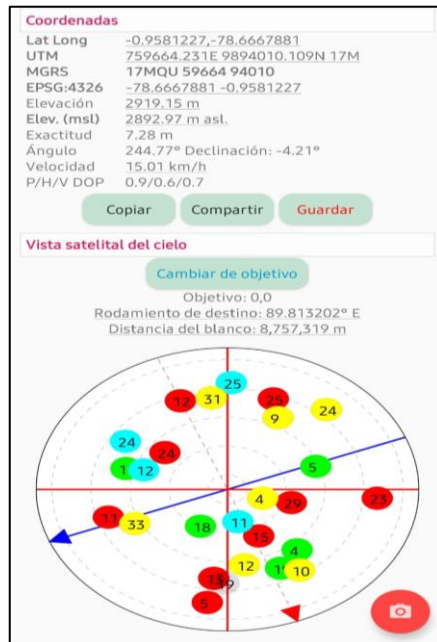 Coordenadas
Lat Long -0.9581227,-78.6667881
UTM 759664.231E 9894010.109N 17M
MGRS 17MQU 59664 94010
EPSG:4326 -78.6667881 -0.9581227
Elevación 2919.15 m
Elev. (msl) 2892.97 m asl.
Exactitud 7.28 m
Ángulo 244.77° Declinación: -4.21°
Velocidad 15.01 km/h
P/H/V DOP 0.9/0.6/0.7
Copiar Compartir Guardar
Vista satelital del cielo
Cambiar de objetivo
Objetivo: 0,0
Rodamiento de destino: 89.813202° E
Distancia del blanco: 8,757,319 m
25
12 31 25
9 24
24
24
12 5
4 29 23
11 33 18 11
15
4
12 10
13 19
5